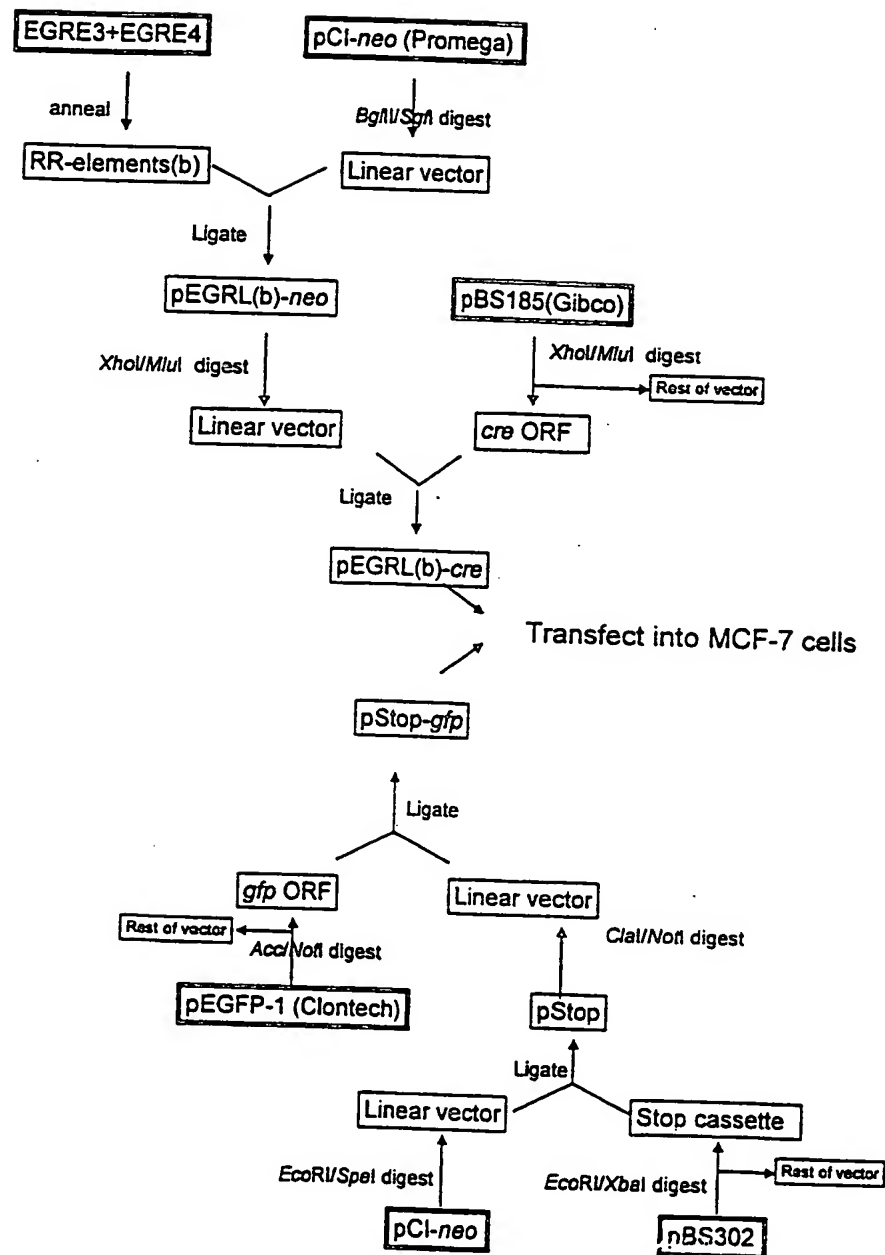 EGRE3+EGRE4
pCI-neo (Promega)
anneal
BglII/SgfI digest
RR-elements(b)
Linear vector
Ligate
pEGRL(b)-neo
pBS185(Gibco)
XhoI/MluI digest
XhoI/MluI digest
Rest of vector
Linear vector
cre ORF
Ligate
pEGRL(b)-cre
Transfect into MCF-7 cells
pStop-gfp
Ligate
gfp ORF
Linear vector
Rest of vector
AccI/NotI digest
ClaI/NotI digest
pEGFP-1 (Clontech)
pStop
Ligate
Linear vector
Stop cassette
EcoRI/SpeI digest
EcoRI/XbaI digest
Rest of vector
pCI-neo
pBS302